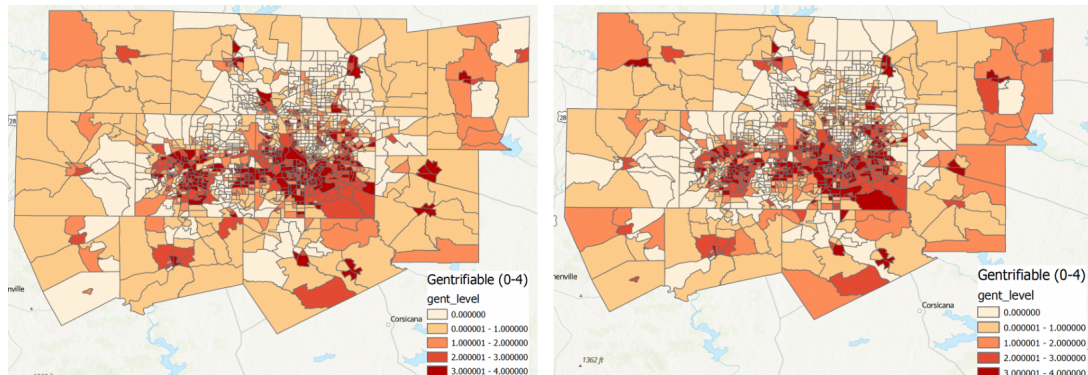 28
Gentrifiable (0-4)
gent_level
0.000000
0.000001 - 1.000000
1.000001 - 2.000000
2.000001 - 3.000000
3.000001 - 4.000000
nville
Corsicana
28
Gentrifiable (0-4)
gent_level
0.000000
0.000001 - 1.000000
1.000001 - 2.000000
2.000001 - 3.000000
3.000001 - 4.000000
nenville
Corsicana
1362 ft